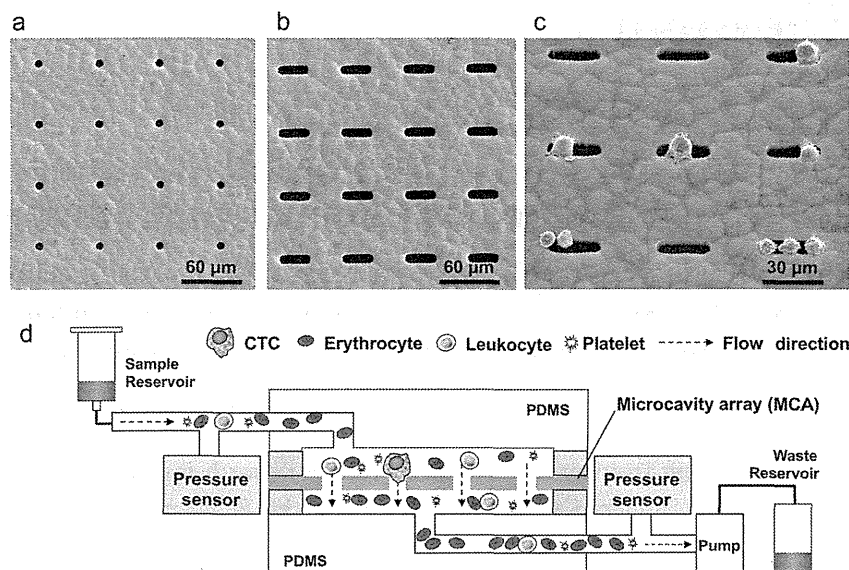 a
b
c
60 µm
60 µm
30 µm
d
CTC
Erythrocyte
Leukocyte
Platelet
Flow direction
Sample
Reservoir
PDMS
Microcavity array (MCA)
Pressure
sensor
Pressure
sensor
Waste
Reservoir
Pump
PDMS